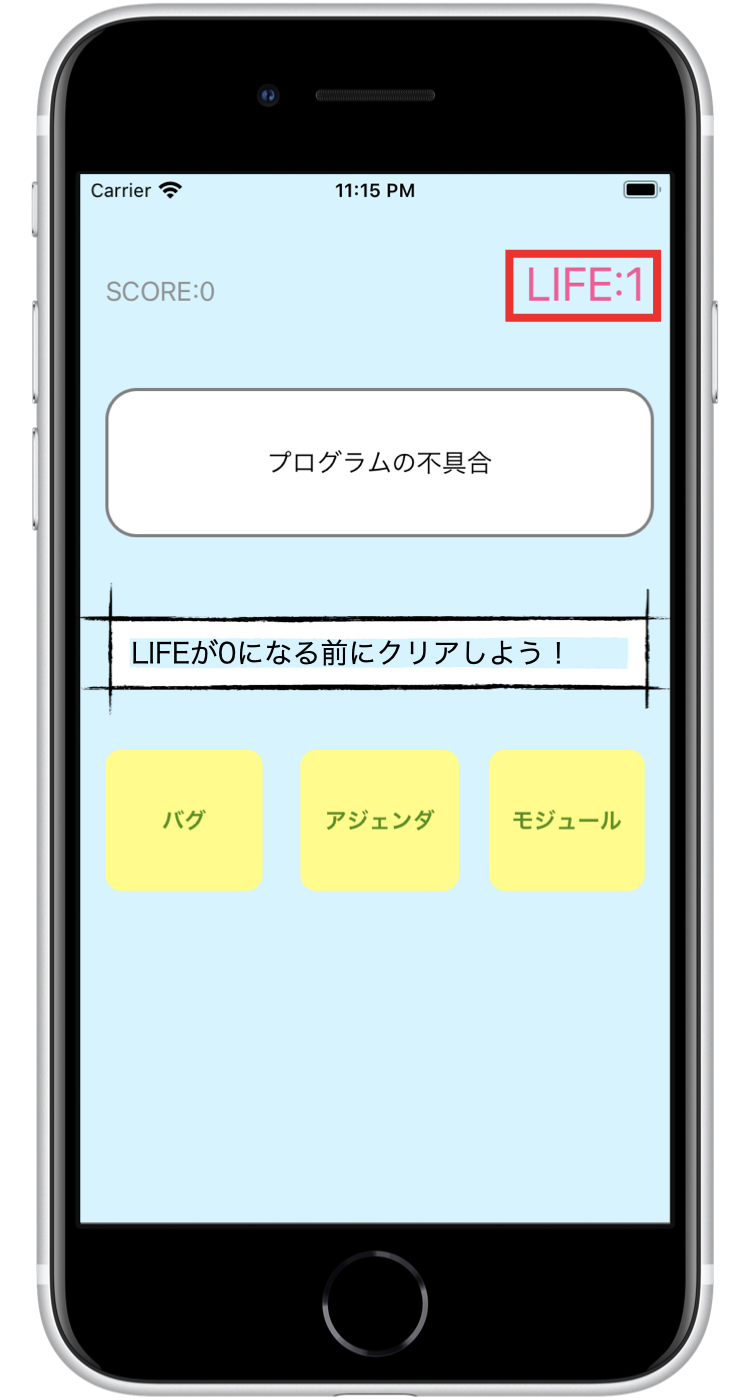 Carrier 11:15 PM
SCORE:0 LIFE:1
プログラムの不具合
LIFEが0になる前にクリアしよう！
バグ アジェンダ モジュール